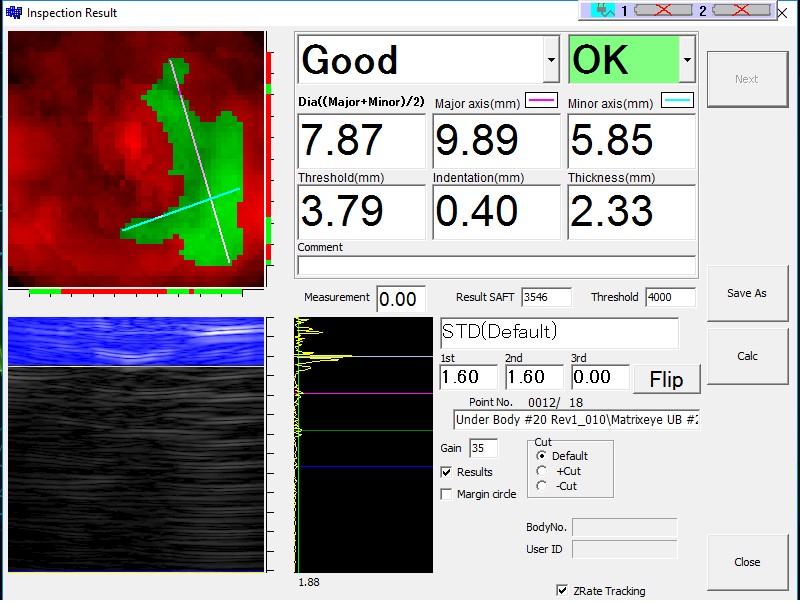 Inspection Result
1 2
Good OK
Next
Dia((Major+Minor)/2) Major axis(mm) Minor axis(mm)
7.87 9.89 5.85
Threshold(mm) Indentation(mm) Thickness(mm)
3.79 0.40 2.33
Comment
Measurement 0.00 Result SAFT 3546 Threshold 4000
Save As
STD(Default)
Calc
1st 2nd 3rd
1.60 1.60 0.00 Flip
Point No. 0012/ 18
Under Body #20 Rev1_010\Matrixeye UB #2
Gain 35
Cut
Default
+Cut
-Cut
Results
Margin circle
BodyNo.
User ID
Close
1.88
ZRate Tracking